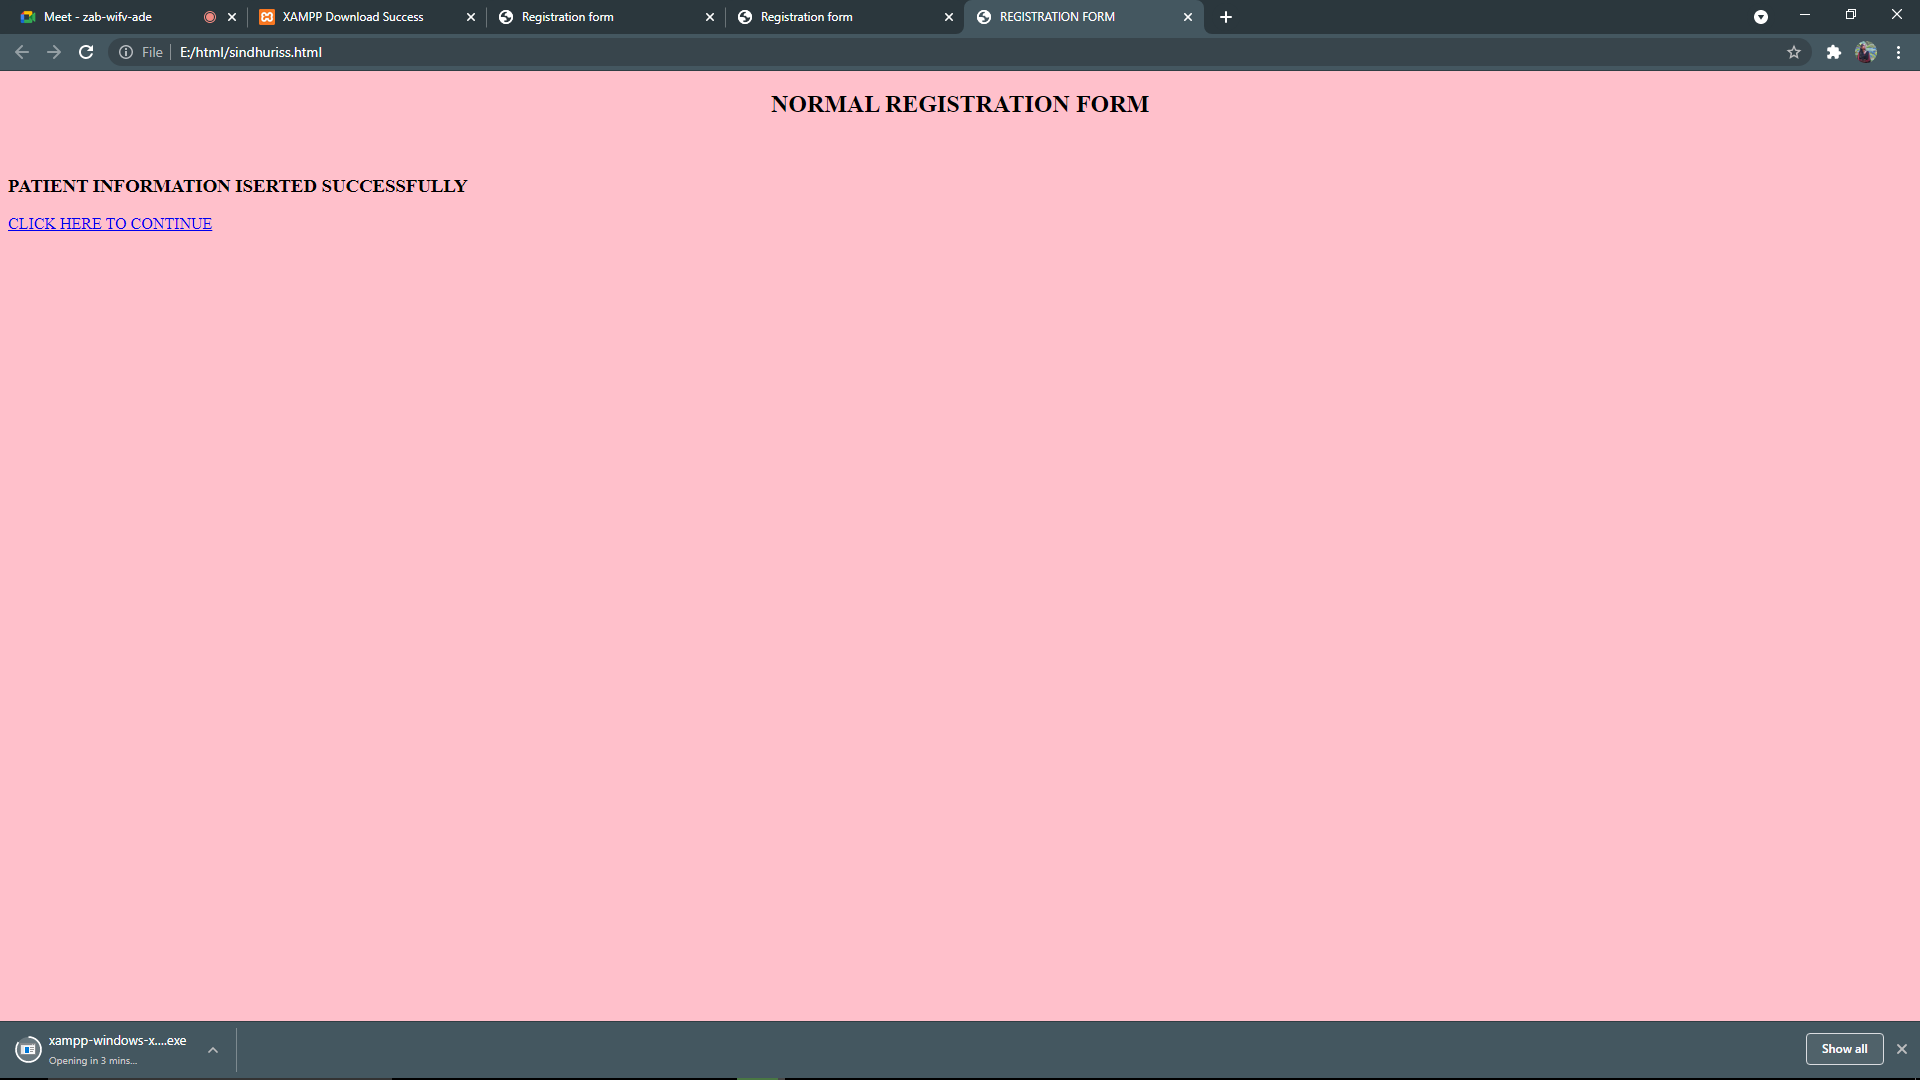 Meet - zab-wifv-ade
XAMPP Download Success
Registration form
Registration form
REGISTRATION FORM
File
E:/html/sindhuriss.html
NORMAL REGISTRATION FORM
PATIENT INFORMATION ISERTED SUCCESSFULLY
CLICK HERE TO CONTINUE
xampp-windows-x....exe
Opening in 3 mins...
Show all